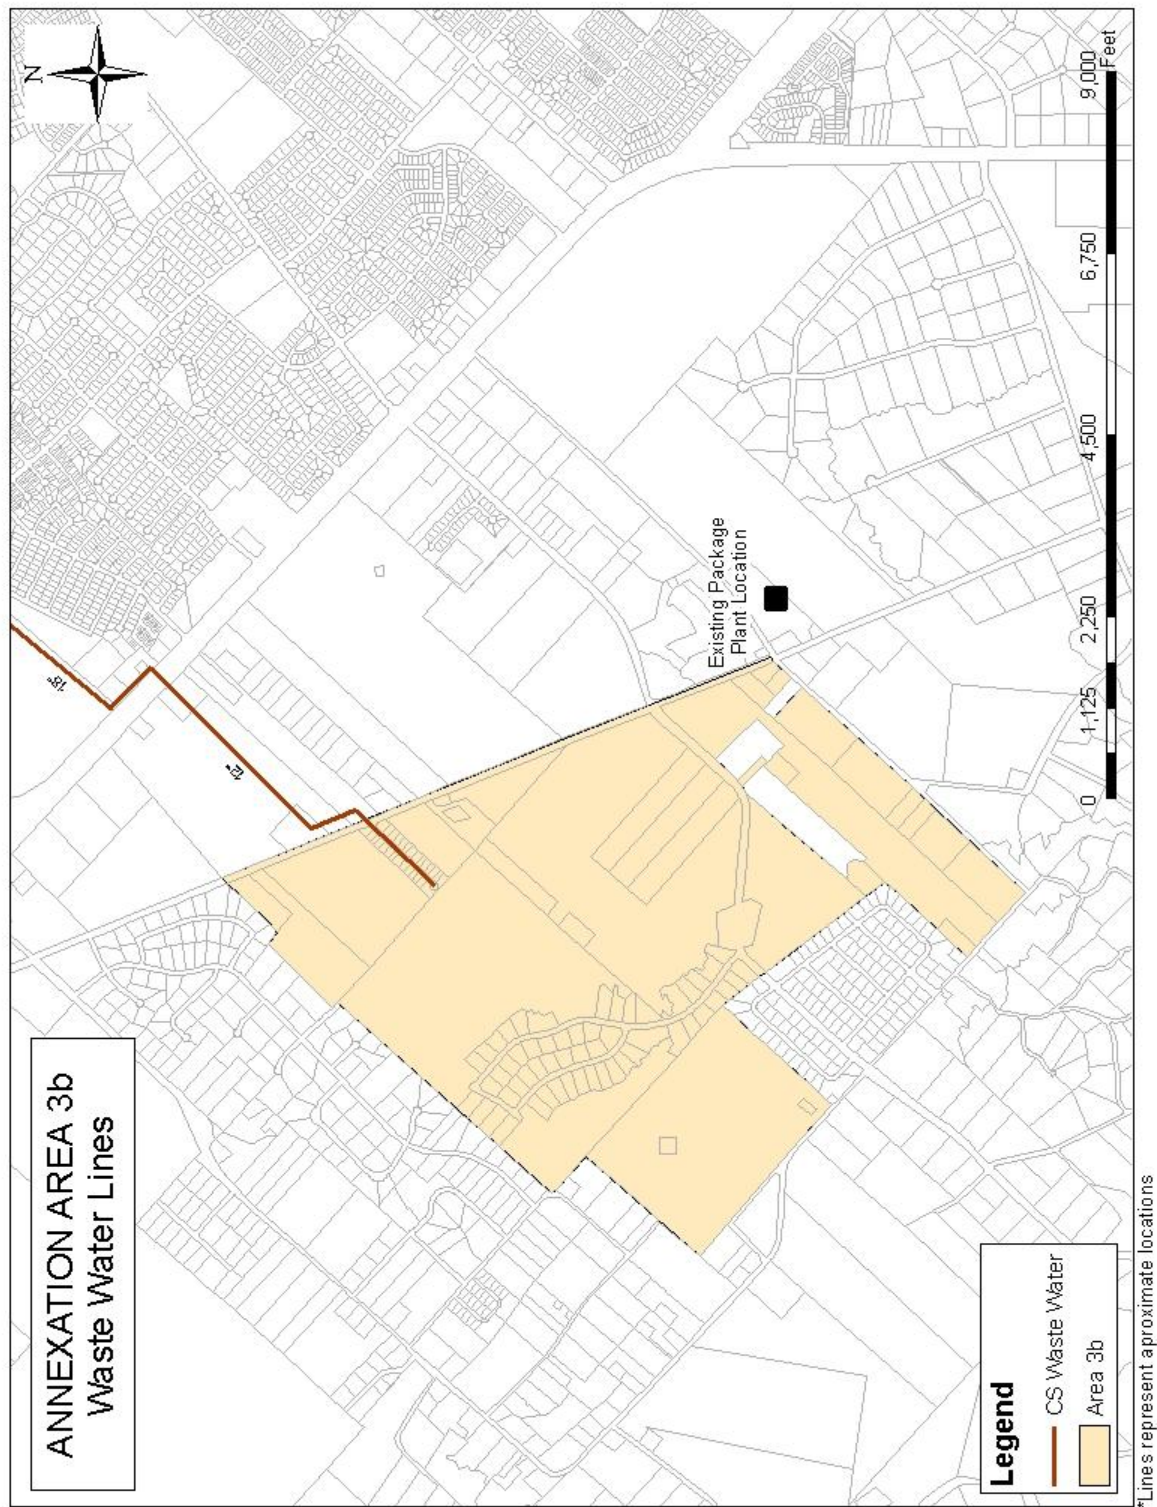 ANNEXATION AREA 3b
Waste Water Lines
N
18"
12"
Existing Package
Plant Location
Legend
CS Waste Water
Area 3b
0 1,125 2,250 4,500 6,750 9,000
Feet
*Lines represent aproximate locations